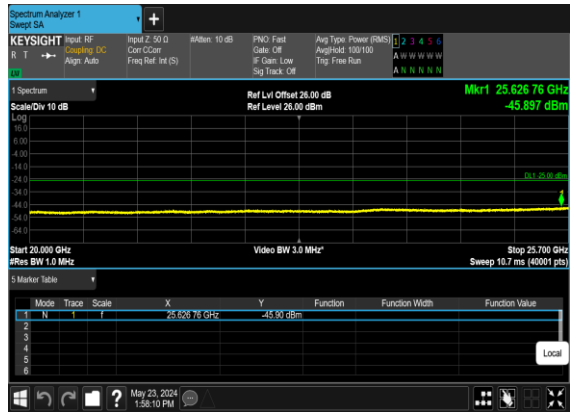 Spectrum Analyzer 1
Swept SA
KEYSIGHT Input: RF Input Z: 50 Ω #Atten: 10 dB PNO: Fast Avg Type: Power (RMS) 1 2 3 4 5 6
R T Coupling: DC Corr CCorr Gate: Off Avg|Hold: 100/100 A W W W W W
Align: Auto Freq Ref: Int (S) IF Gain: Low Trig: Free Run
Sig Track: Off A N N N N N
LW
1 Spectrum Ref Lvl Offset 26.00 dB Mkr1 25.626 76 GHz
Scale/Div 10 dB Ref Level 26.00 dBm -45.897 dBm
Log
16.0
6.00
-4.00
-14.0
-24.0 DL1 -25.00 dBm
-34.0
-44.0
-54.0
-64.0
Start 20.000 GHz Video BW 3.0 MHz* Stop 25.700 GHz
#Res BW 1.0 MHz Sweep 10.7 ms (40001 pts)
5 Marker Table
Mode Trace Scale X Y Function Function Width Function Value
1 N 1 f 25.626 76 GHz -45.90 dBm
2
3
4
5
6
Local
May 23, 2024
1:58:10 PM